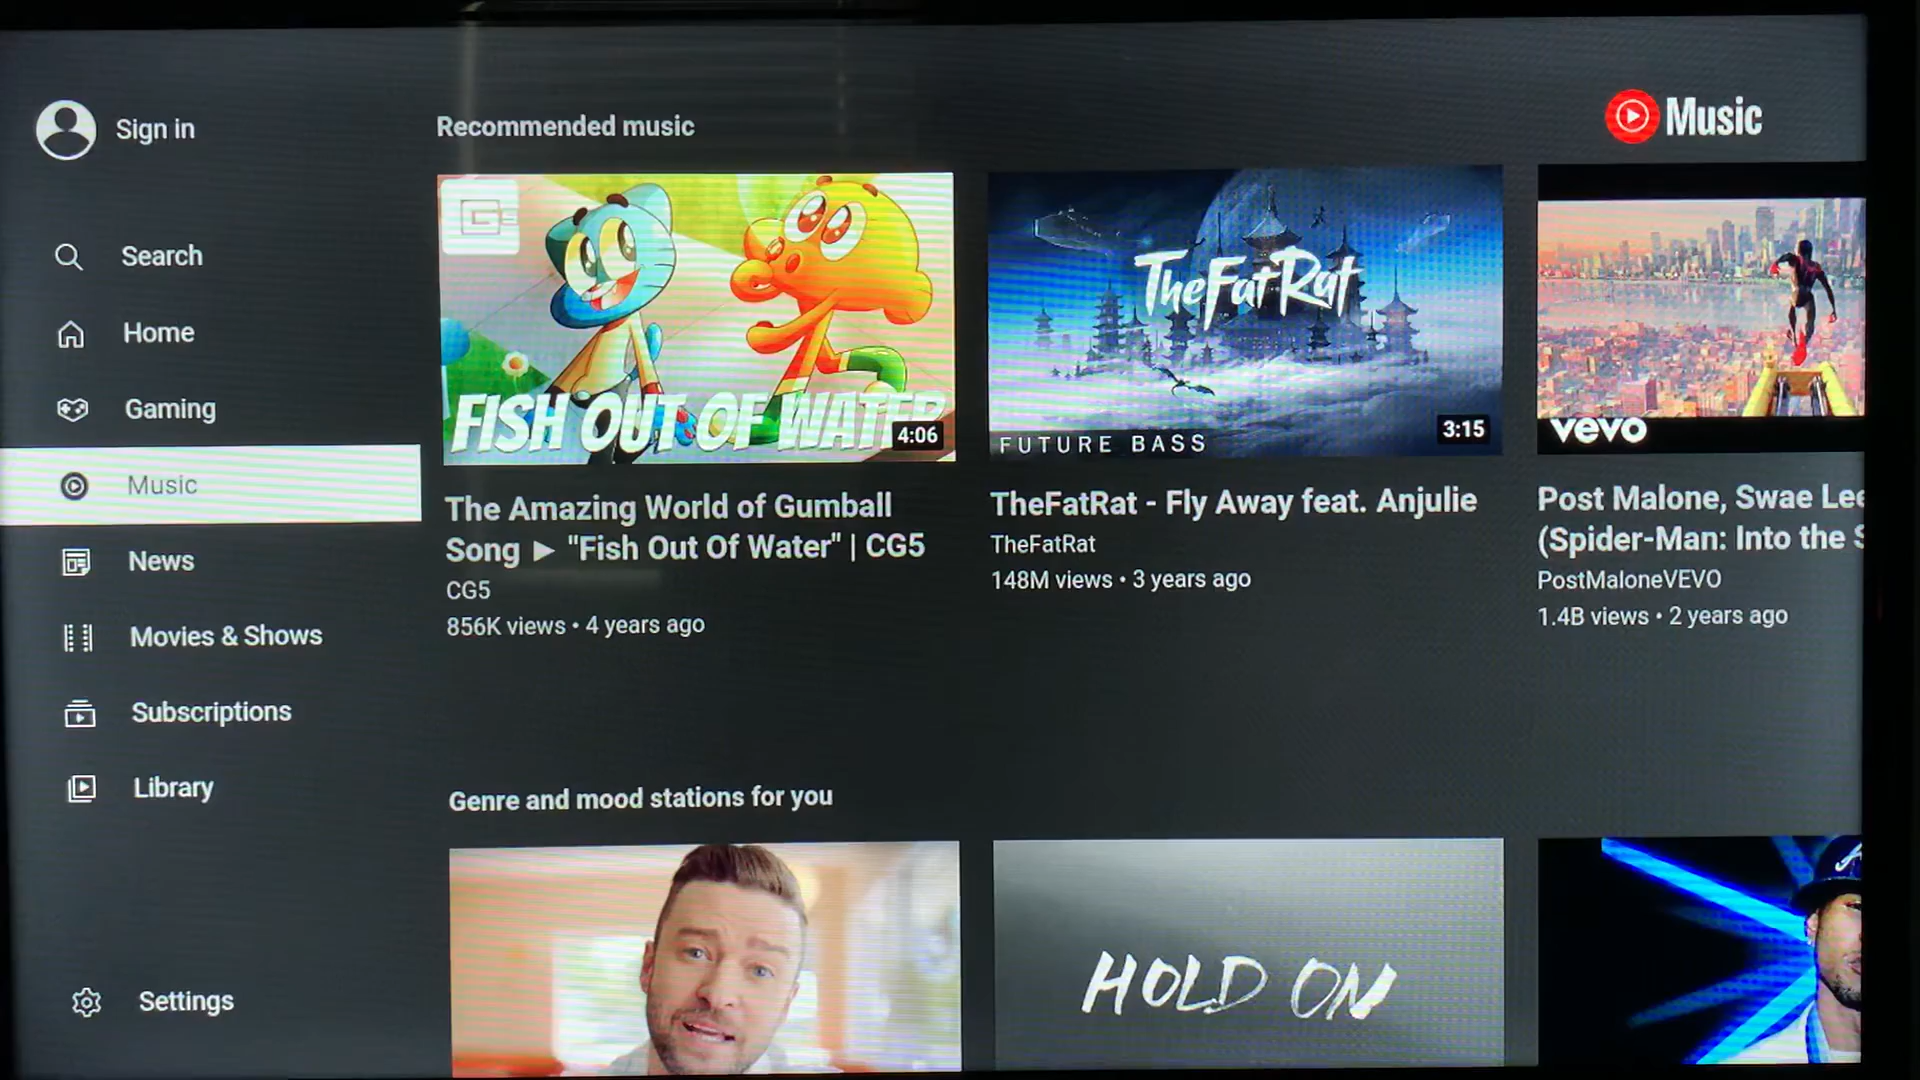 Sign in
Recommended music
Music
Search
Home
Gaming
Music
News
Movies & Shows
Subscriptions
Library
Settings
FISH OUT OF WATER
4:06
The Amazing World of Gumball
Song ► "Fish Out Of Water" | CG5
CG5
856K views • 4 years ago
TheFatRat
FUTURE BASS
3:15
TheFatRat - Fly Away feat. Anjulie
TheFatRat
148M views • 3 years ago
vevo
Post Malone, Swae Lee
(Spider-Man: Into the S
PostMaloneVEVO
1.4B views • 2 years ago
Genre and mood stations for you
HOLD ON